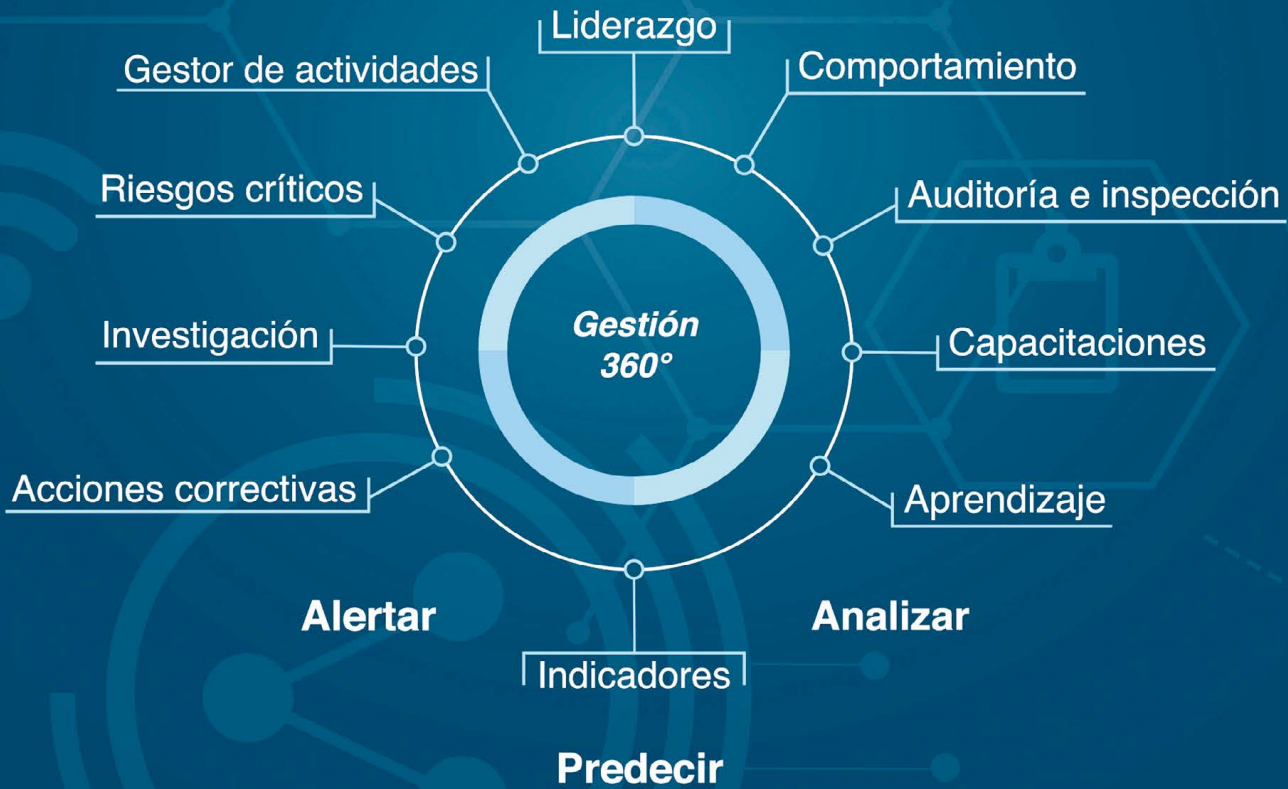 Liderazgo
Gestor de actividades
Comportamiento
Riesgos críticos
Auditoría e inspección
Gestión
360°
Investigación
Capacitaciones
Acciones correctivas
Aprendizaje
Alertar
Analizar
Indicadores
Predecir